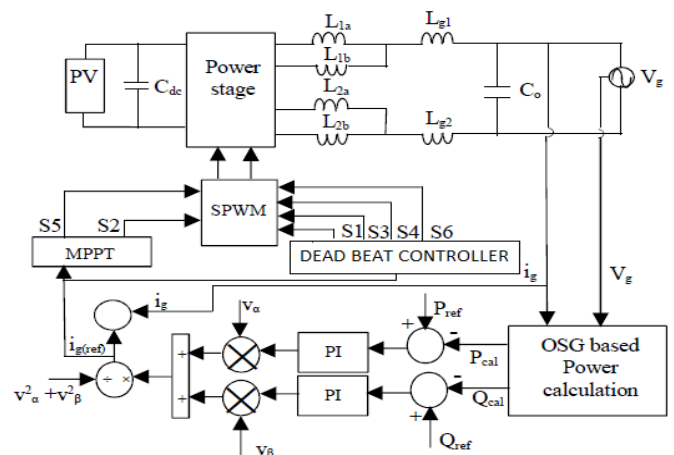 L1a
Lg1
PV
Cdc
Power
stage
L1b
L2a
L2b
Lg2
Co
Vg
SPWM
S5
S2
MPPT
S1
S3
S4
S6
DEAD BEAT CONTROLLER
ig
Vg
ig
ig(ref)
vα
Pref
+
-
Pcal
PI
+
+
÷ ×
v²α +v²β
PI
-
Qcal
+
Qref
vβ
OSG based
Power
calculation